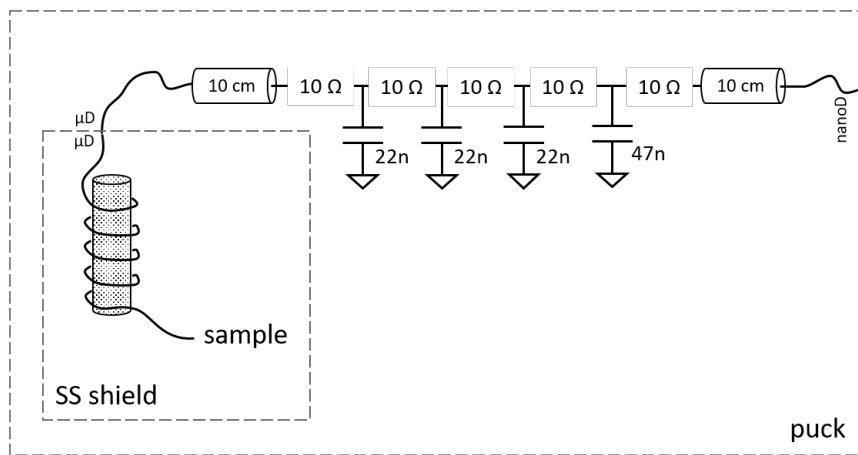 10 cm
10 Ω
10 Ω
10 Ω
10 Ω
10 Ω
10 cm
μD
μD
22n
22n
22n
47n
nanoD
sample
SS shield
puck